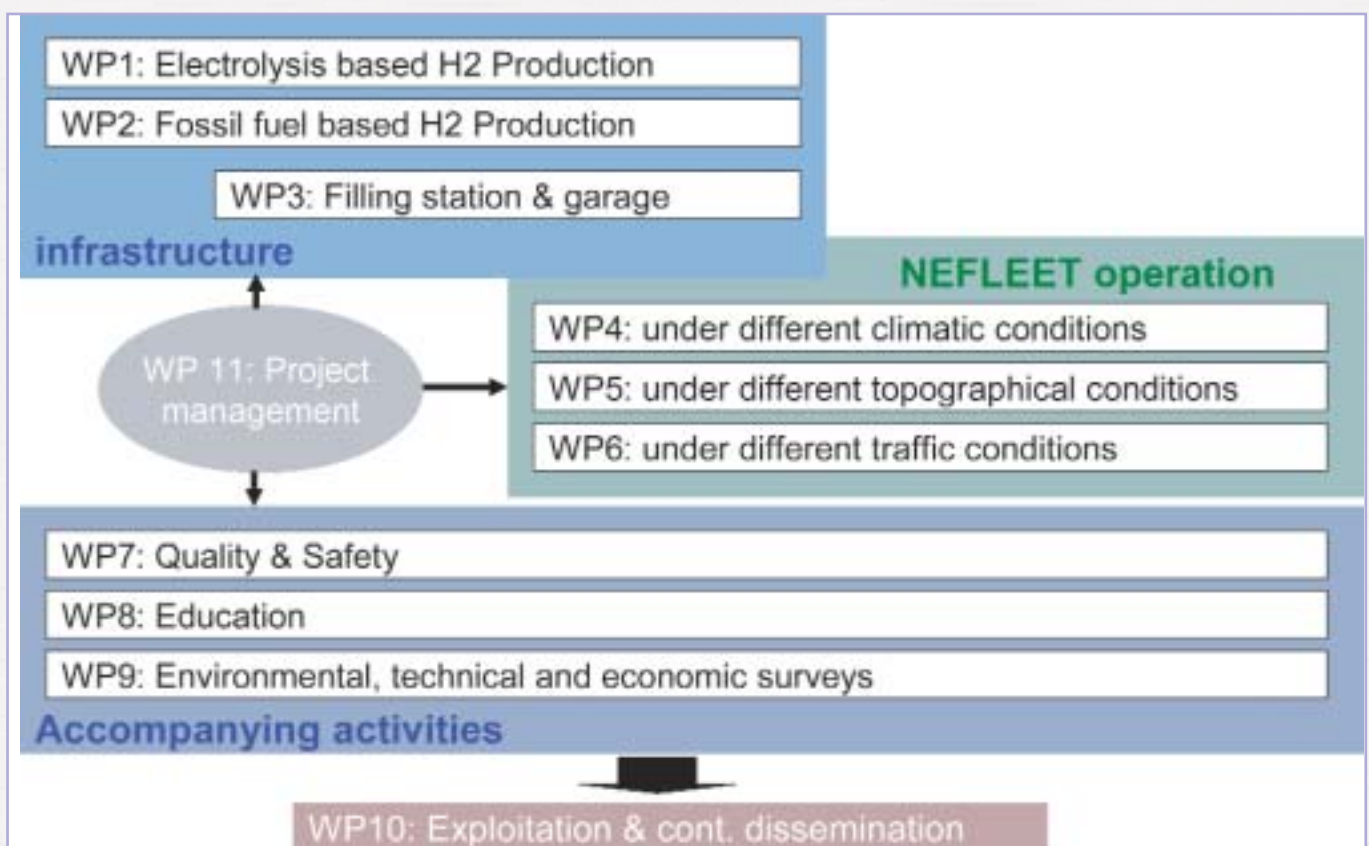 WP1: Electrolysis based H2 Production
WP2: Fossil fuel based H2 Production
WP3: Filling station & garage
infrastructure
NEFLEET operation
WP4: under different climatic conditions
WP5: under different topographical conditions
WP6: under different traffic conditions
WP 11: Project
management
WP7: Quality & Safety
WP8: Education
WP9: Environmental, technical and economic surveys
Accompanying activities
WP10: Exploitation & cont. dissemination